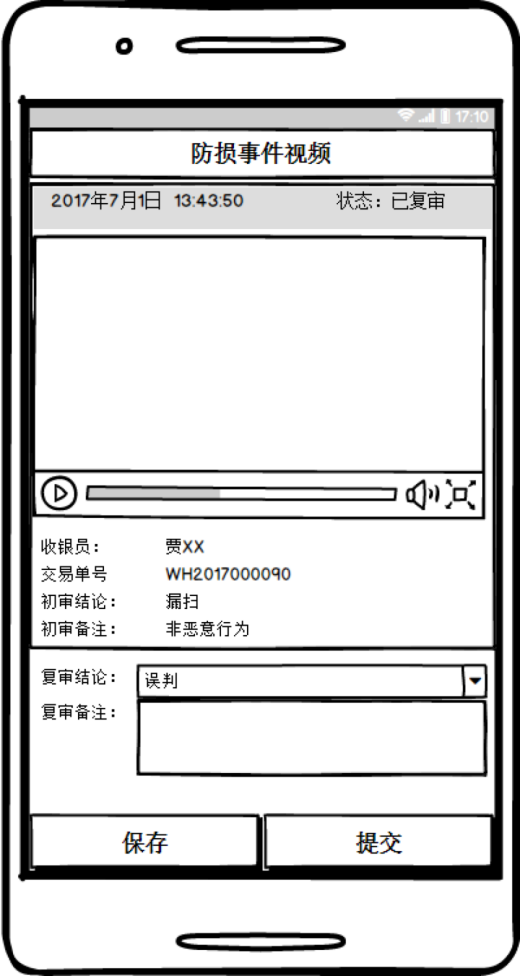 17:10
防损事件视频
2017年7月1日 13:43:50 状态：已复审
收银员： 贾XX
交易单号 WH2017000090
初审结论： 漏扫
初审备注： 非恶意行为
复审结论： 误判
复审备注：
保存 提交